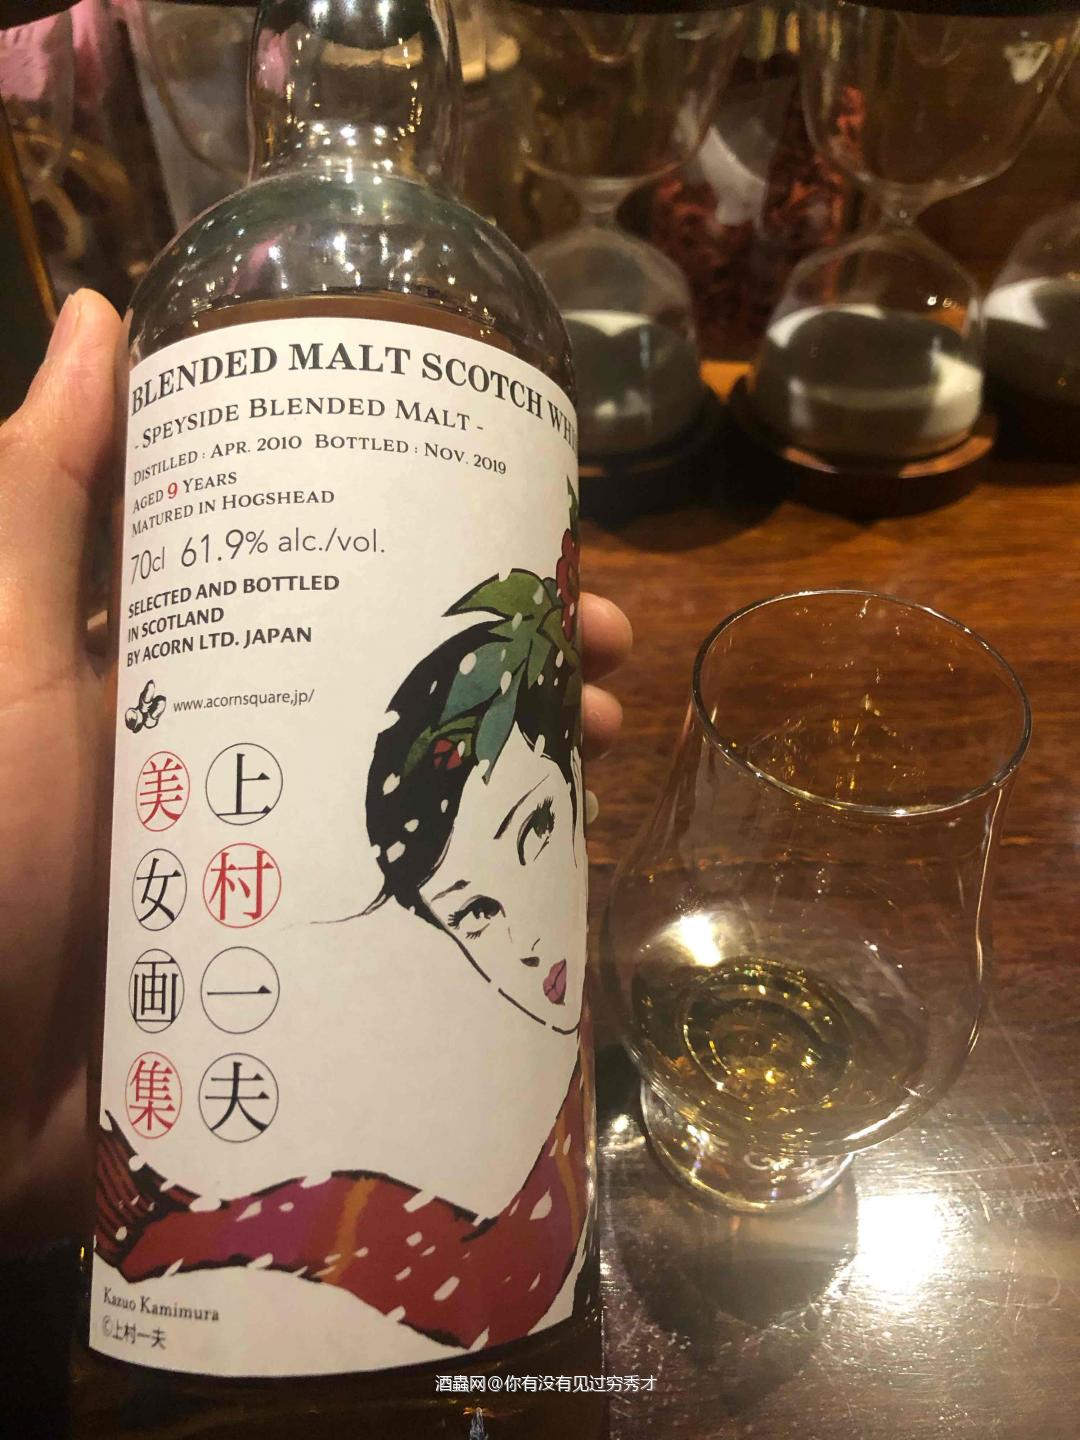 BLENDED MALT SCOTCH
- SPEYSIDE BLENDED MALT -
DISTILLED : APR. 2010 BOTTLED : NOV. 2019
AGED 9 YEARS
MATURED IN HOGSHEAD
70cl 61.9% alc./vol.
SELECTED AND BOTTLED
IN SCOTLAND
BY ACORN LTD. JAPAN
www.acornsquare,jp/
上村一夫
美女画集
Kazuo Kamimura
©上村一夫
酒蟲网@你有没有见过穷秀才